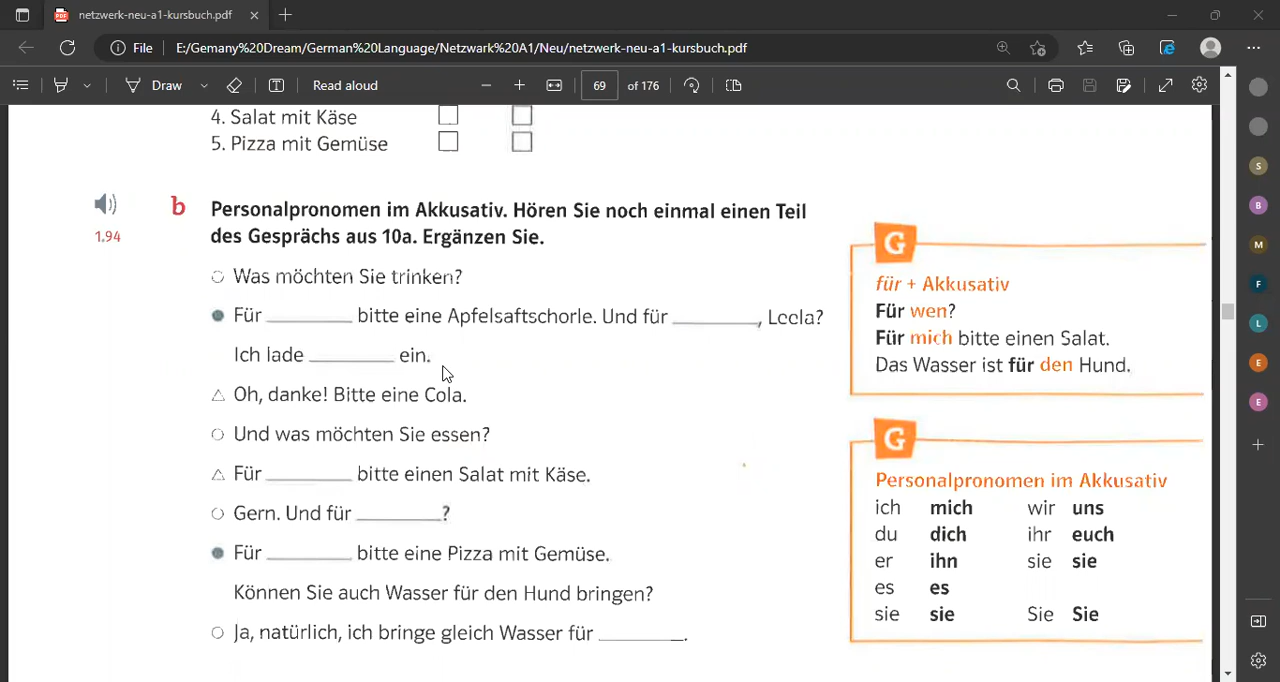 netzwerk-neu-a1-kursbuch.pdf
File E:/Gemany%20Dream/German%20Language/Netzwark%20A1/Neu/netzwerk-neu-a1-kursbuch.pdf
Draw Read aloud 69 of 176
4. Salat mit Käse
5. Pizza mit Gemüse
1.94
b Personalpronomen im Akkusativ. Hören Sie noch einmal einen Teil
des Gesprächs aus 10a. Ergänzen Sie.
Was möchten Sie trinken?
Für ________ bitte eine Apfelsaftschorle. Und für ________, Leela?
Ich lade ________ ein.
Oh, danke! Bitte eine Cola.
Und was möchten Sie essen?
Für ________ bitte einen Salat mit Käse.
Gern. Und für ________?
Für ________ bitte eine Pizza mit Gemüse.
Können Sie auch Wasser für den Hund bringen?
Ja, natürlich, ich bringe gleich Wasser für ________.
G
für + Akkusativ
Für wen?
Für mich bitte einen Salat.
Das Wasser ist für den Hund.
G
Personalpronomen im Akkusativ
ich mich wir uns
du dich ihr euch
er ihn sie sie
es es
sie sie Sie Sie
S
B
M
F
L
E
E